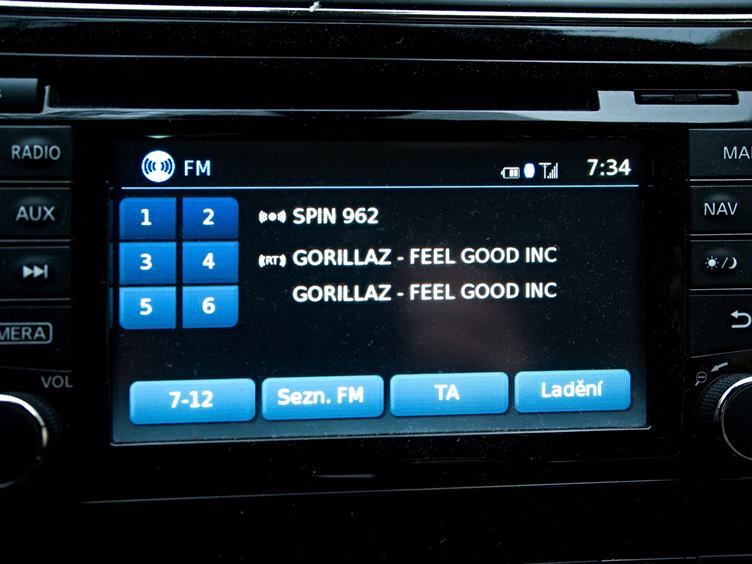 RADIO
AUX
MERA
VOL
FM
7:34
1 2
3 4
5 6
SPIN 962
RT GORILLAZ - FEEL GOOD INC
GORILLAZ - FEEL GOOD INC
7-12
Sezn. FM
TA
Ladění
MA
NAV